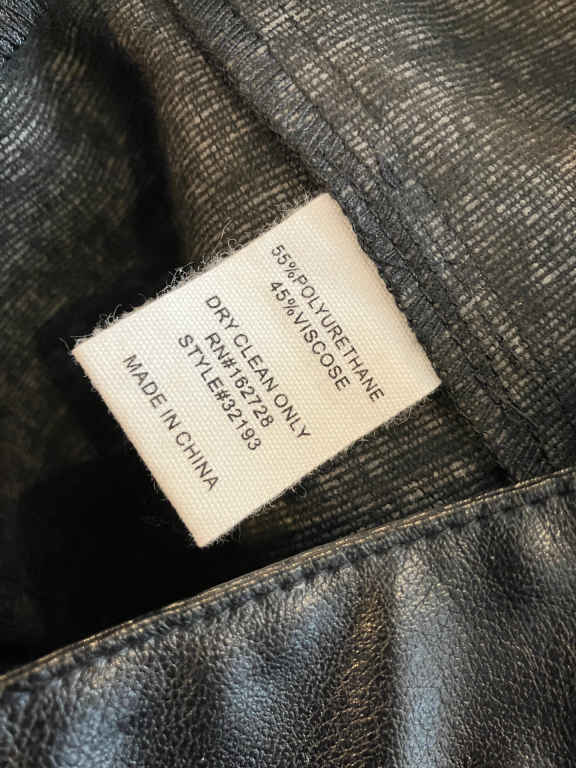 55%POLYURETHANE
45%VISCOSE
DRY CLEAN ONLY
RN#162728
STYLE#32193
MADE IN CHINA